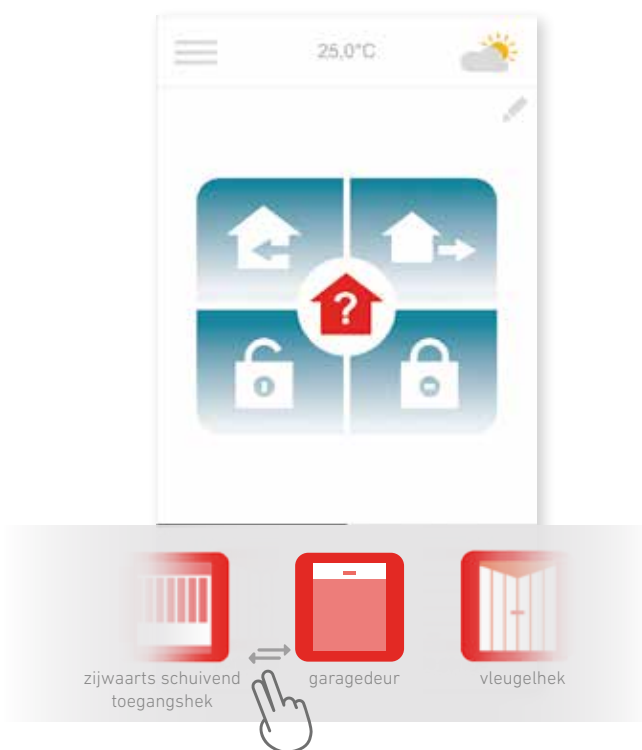 25,0°C
?
zijwaarts schuivend
toegangshek
garagedeur
vleugelhek